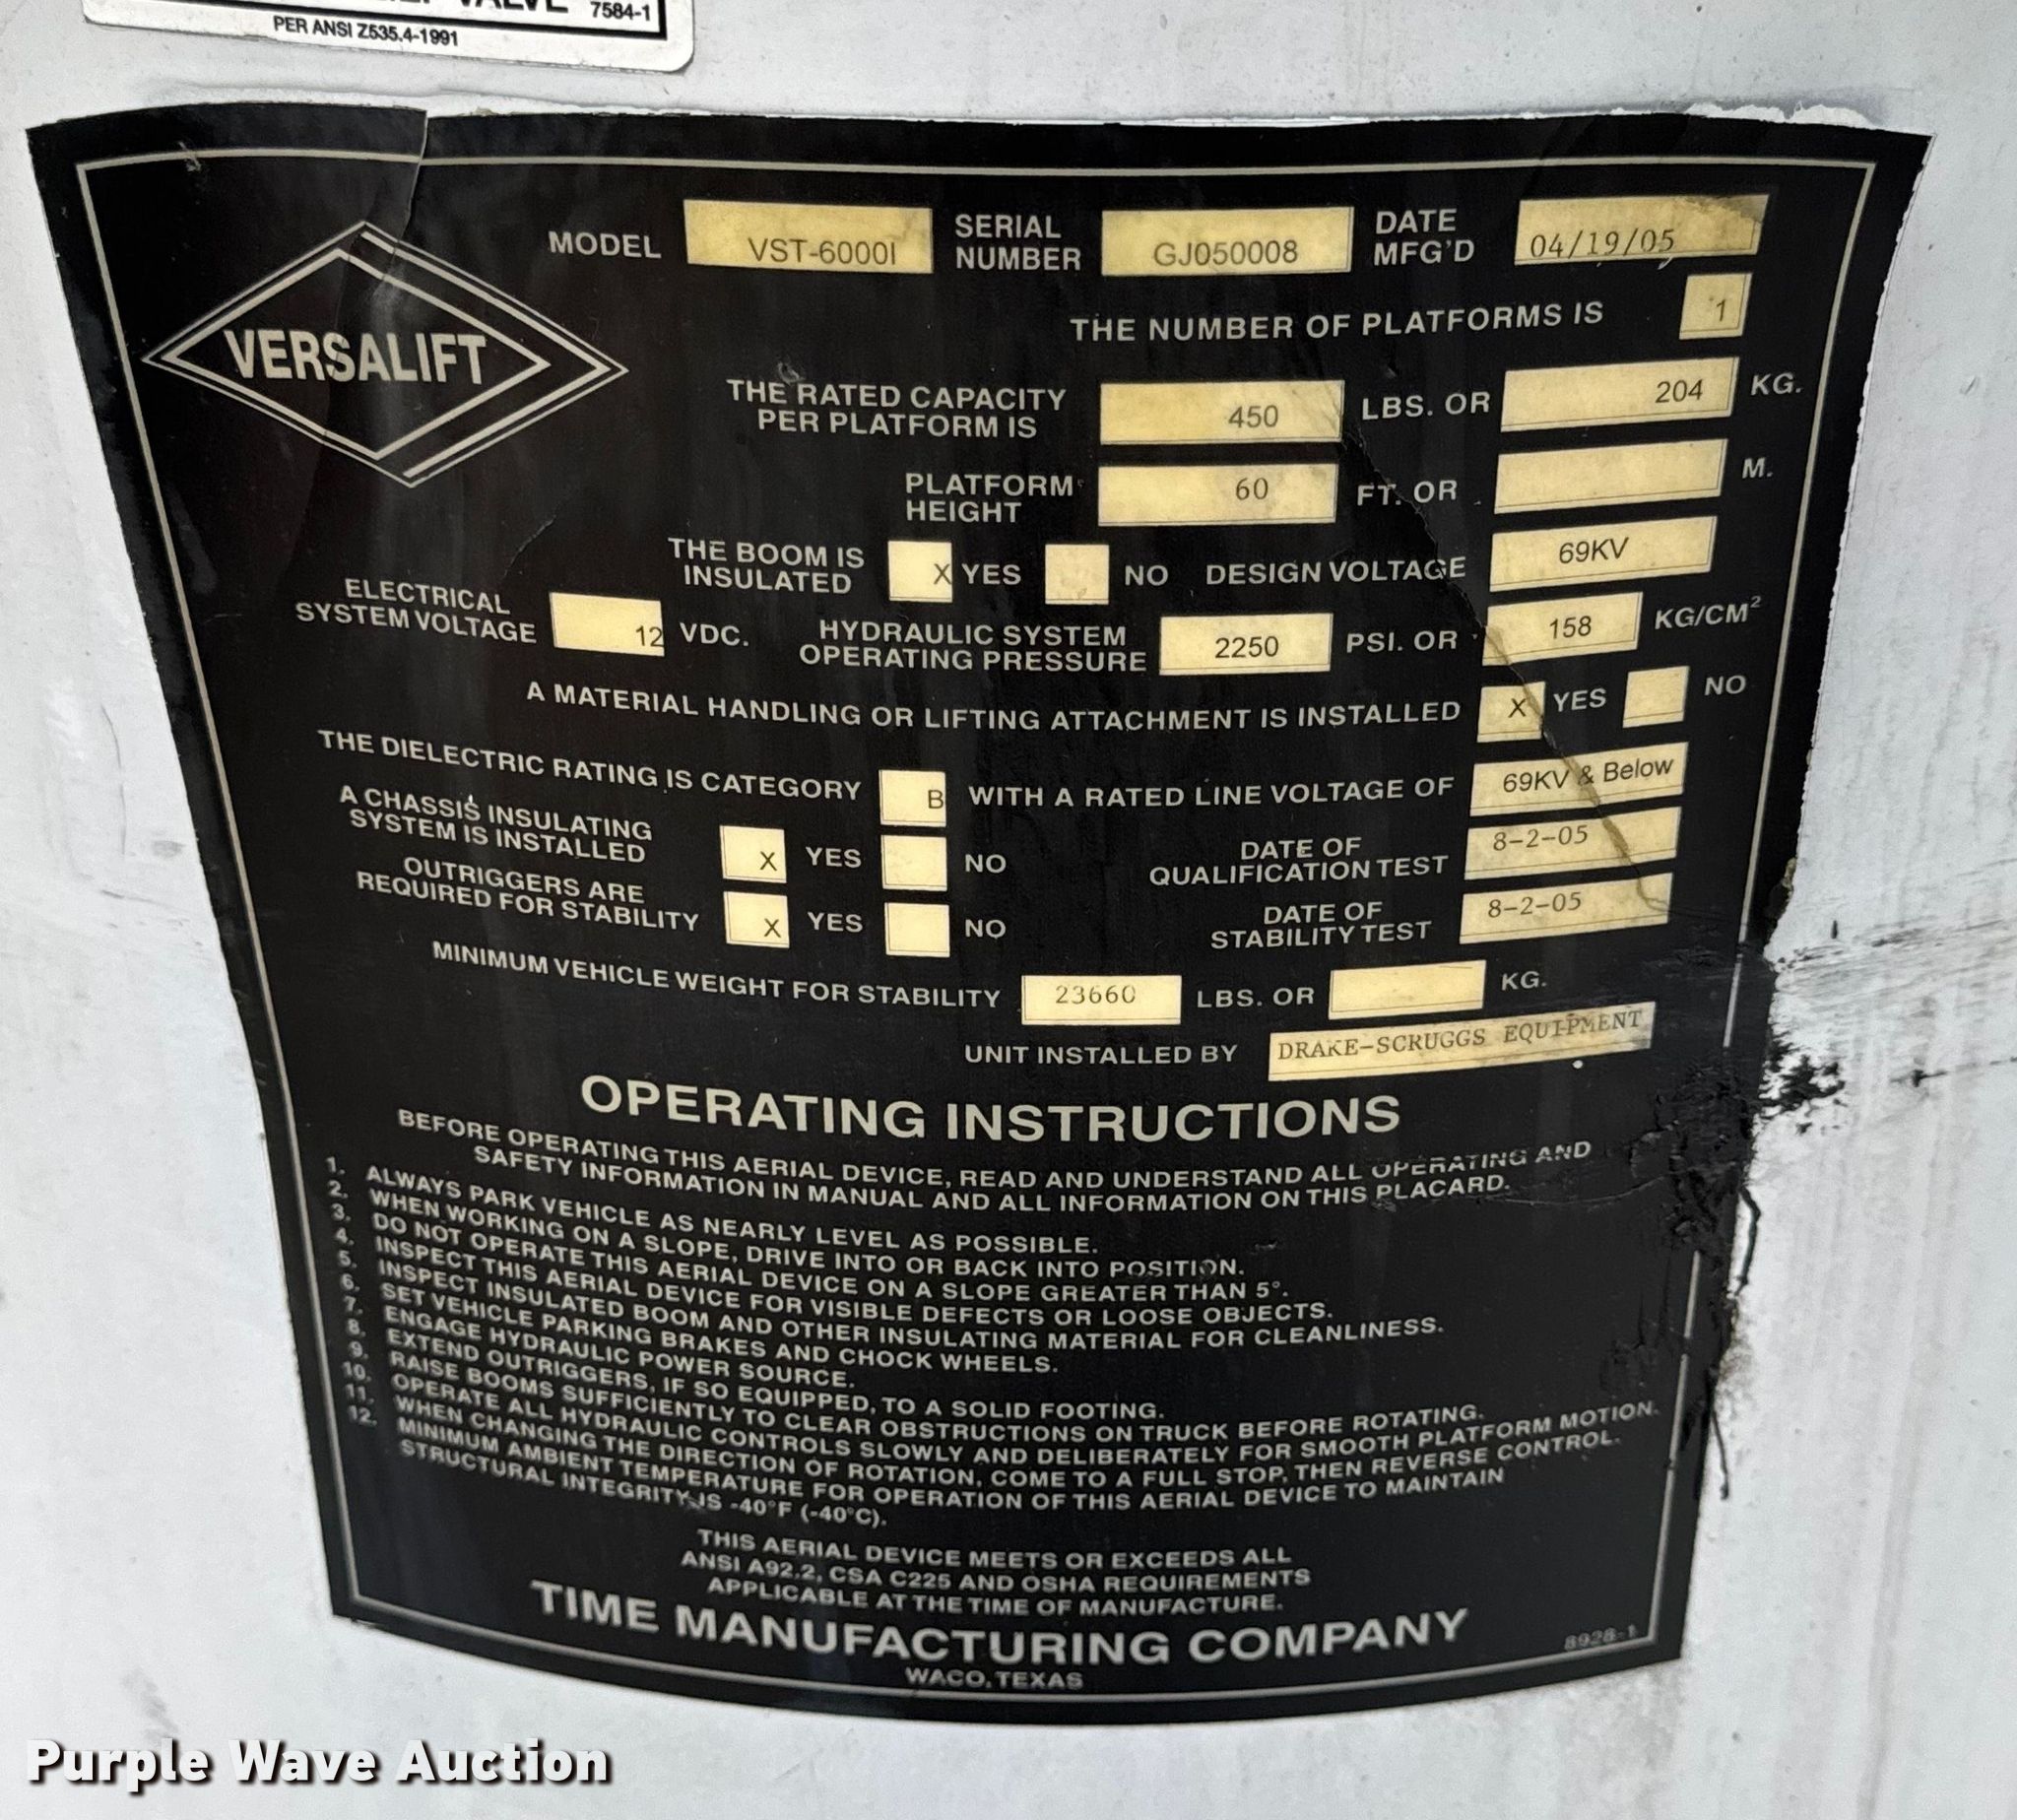 VALVE 7584-1
PER ANSI Z535.4-1991
VERSALIFT
MODEL VST-6000I SERIAL NUMBER GJ050008 DATE MFG'D 04/19/05
THE NUMBER OF PLATFORMS IS 1
THE RATED CAPACITY PER PLATFORM IS 450 LBS. OR 204 KG.
PLATFORM HEIGHT 60 FT. OR M.
THE BOOM IS INSULATED X YES NO DESIGN VOLTAGE 69KV
ELECTRICAL SYSTEM VOLTAGE 12 VDC. HYDRAULIC SYSTEM OPERATING PRESSURE 2250 PSI. OR 158 KG/CM²
A MATERIAL HANDLING OR LIFTING ATTACHMENT IS INSTALLED X YES NO
THE DIELECTRIC RATING IS CATEGORY B WITH A RATED LINE VOLTAGE OF 69KV & Below
A CHASSIS INSULATING SYSTEM IS INSTALLED X YES NO DATE OF QUALIFICATION TEST 8-2-05
OUTRIGGERS ARE REQUIRED FOR STABILITY X YES NO DATE OF STABILITY TEST 8-2-05
MINIMUM VEHICLE WEIGHT FOR STABILITY 23660 LBS. OR KG.
UNIT INSTALLED BY DRAKE-SCRUGGS EQUIPMENT
OPERATING INSTRUCTIONS
BEFORE OPERATING THIS AERIAL DEVICE, READ AND UNDERSTAND ALL OPERATING AND
SAFETY INFORMATION IN MANUAL AND ALL INFORMATION ON THIS PLACARD.
1. ALWAYS PARK VEHICLE AS NEARLY LEVEL AS POSSIBLE.
2. WHEN WORKING ON A SLOPE, DRIVE INTO OR BACK INTO POSITION.
3. DO NOT OPERATE THIS AERIAL DEVICE ON A SLOPE GREATER THAN 5°.
4. INSPECT THIS AERIAL DEVICE FOR VISIBLE DEFECTS OR LOOSE OBJECTS.
5. INSPECT INSULATED BOOM AND OTHER INSULATING MATERIAL FOR CLEANLINESS.
6. SET VEHICLE PARKING BRAKES AND CHOCK WHEELS.
7. ENGAGE HYDRAULIC POWER SOURCE.
8. EXTEND OUTRIGGERS, IF SO EQUIPPED, TO A SOLID FOOTING.
9. RAISE BOOMS SUFFICIENTLY TO CLEAR OBSTRUCTIONS ON TRUCK BEFORE ROTATING.
10. OPERATE ALL HYDRAULIC CONTROLS SLOWLY AND DELIBERATELY FOR SMOOTH PLATFORM MOTION.
11. WHEN CHANGING THE DIRECTION OF ROTATION, COME TO A FULL STOP, THEN REVERSE CONTROL.
12. MINIMUM AMBIENT TEMPERATURE FOR OPERATION OF THIS AERIAL DEVICE TO MAINTAIN
STRUCTURAL INTEGRITY IS -40°F (-40°C).
THIS AERIAL DEVICE MEETS OR EXCEEDS ALL
ANSI A92.2, CSA C225 AND OSHA REQUIREMENTS
APPLICABLE AT THE TIME OF MANUFACTURE.
TIME MANUFACTURING COMPANY
WACO, TEXAS
8928-1
Purple Wave Auction